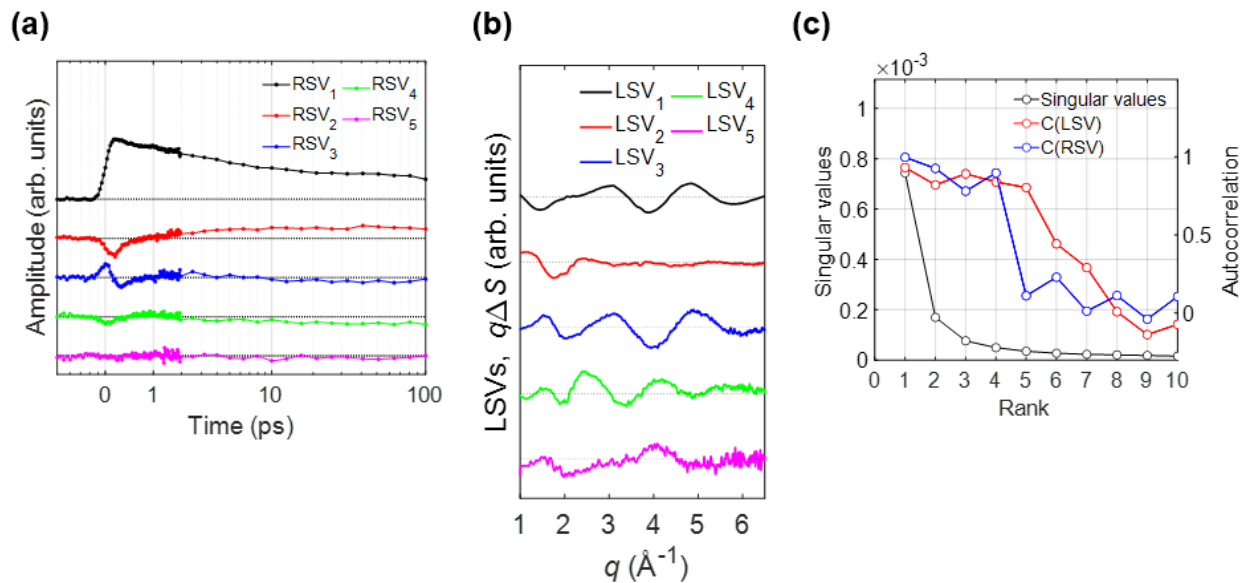 (a)
RSV1 RSV4
RSV2 RSV5
RSV3
Amplitude (arb. units)
0 1 10 100
Time (ps)
(b)
LSV1 LSV4
LSV2 LSV5
LSV3
LSVs, qΔS (arb. units)
1 2 3 4 5 6
q (Å-1)
(c)
×10-3
Singular values
C(LSV)
C(RSV)
1
0.8
0.6
0.4
0.2
0
Singular values
1
0.5
0
Autocorrelation
0 1 2 3 4 5 6 7 8 9 10
Rank